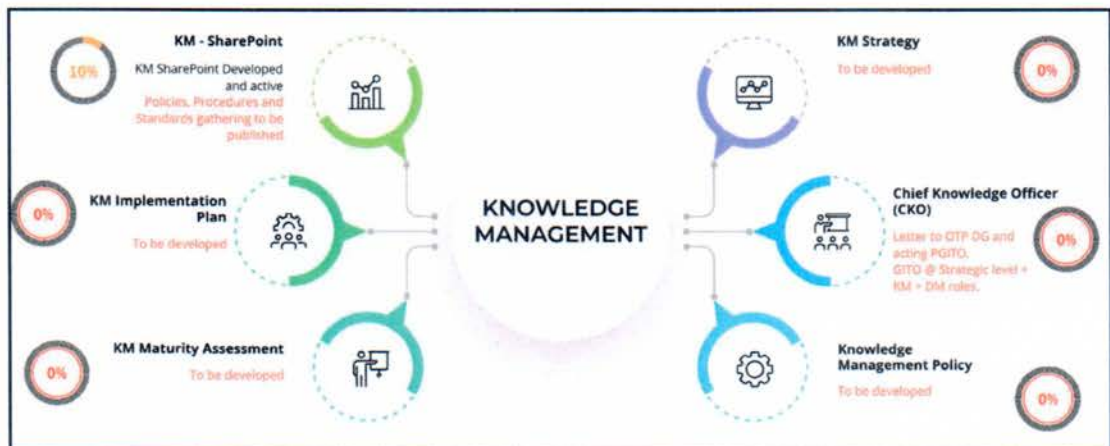 10%
KM - SharePoint
KM SharePoint Developed
and active
Policies, Procedures and
Standards gathering to be
published
0%
KM Implementation
Plan
To be developed
0%
KM Maturity Assessment
To be developed
KNOWLEDGE
MANAGEMENT
KM Strategy
To be developed
0%
Chief Knowledge Officer
(CKO)
Letter to OTP DG and
acting PGITO.
GITO @ Strategic level +
KM + DM roles.
0%
Knowledge
Management Policy
To be developed
0%